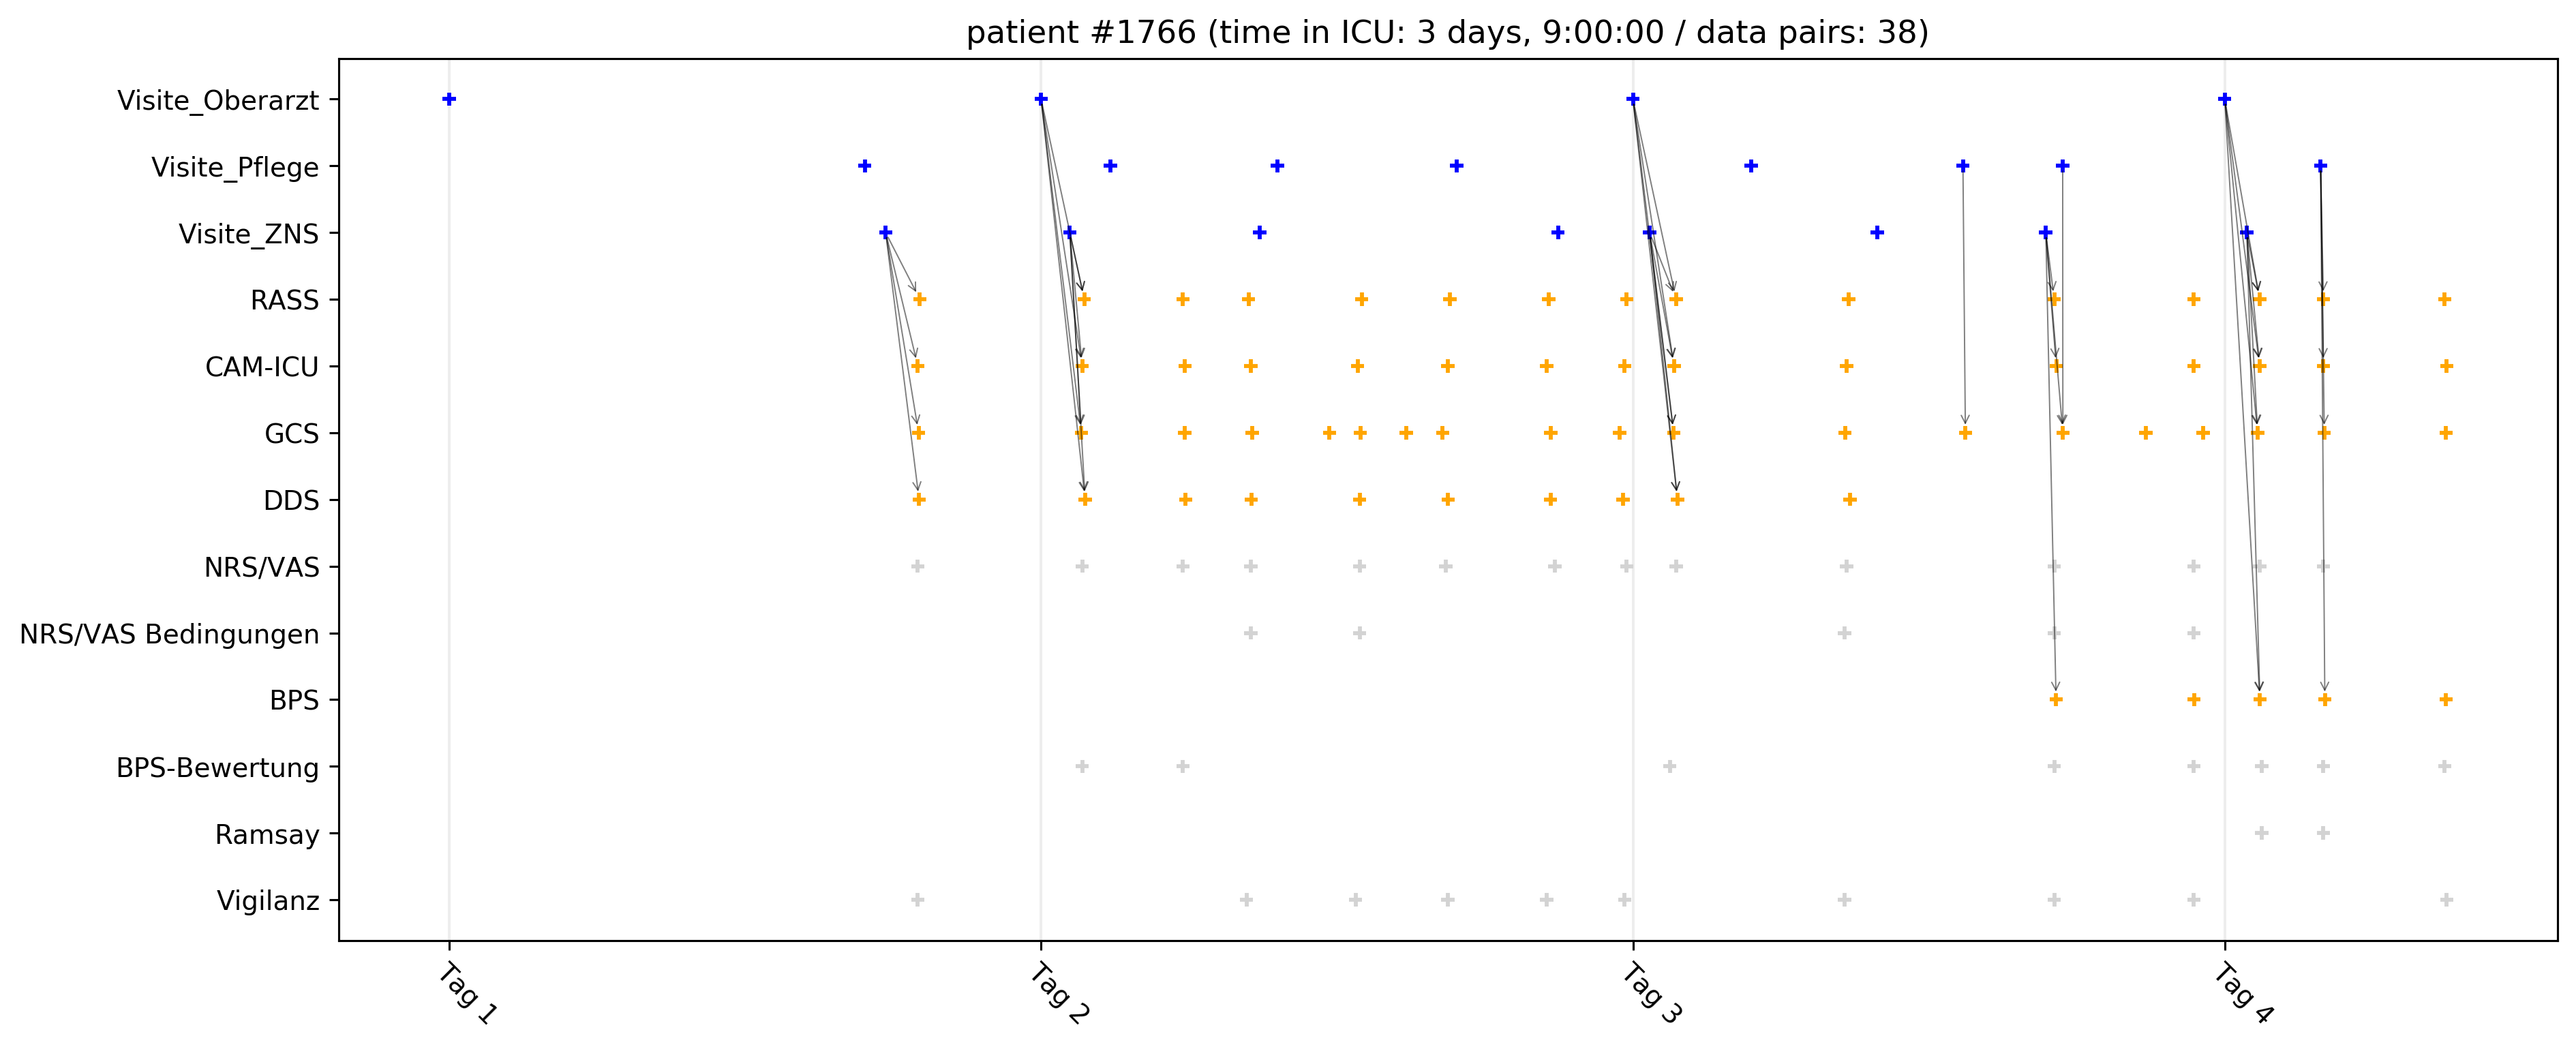 patient #1766 (time in ICU: 3 days, 9:00:00 / data pairs: 38)
Visite_Oberarzt
Visite_Pflege
Visite_ZNS
RASS
CAM-ICU
GCS
DDS
NRS/VAS
NRS/VAS Bedingungen
BPS
BPS-Bewertung
Ramsay
Vigilanz
Tag 1
Tag 2
Tag 3
Tag 4